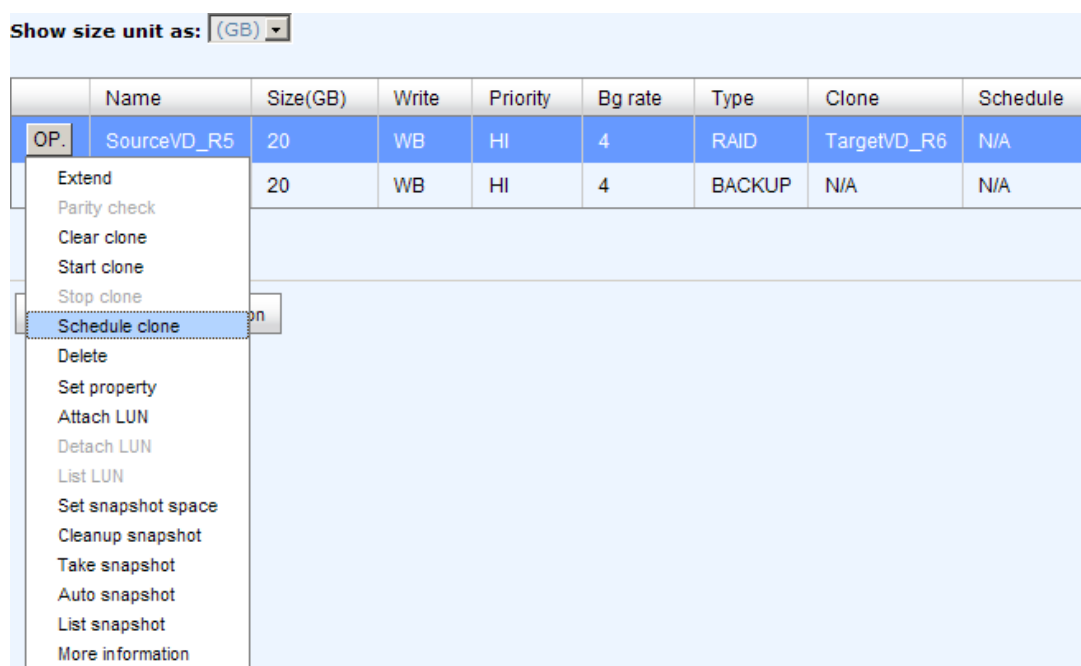 Show size unit as: (GB)
Name Size(GB) Write Priority Bg rate Type Clone Schedule
OP. SourceVD_R5 20 WB HI 4 RAID TargetVD_R6 N/A
20 WB HI 4 BACKUP N/A N/A
Extend
Parity check
Clear clone
Start clone
Stop clone
on
Schedule clone
Delete
Set property
Attach LUN
Detach LUN
List LUN
Set snapshot space
Cleanup snapshot
Take snapshot
Auto snapshot
List snapshot
More information